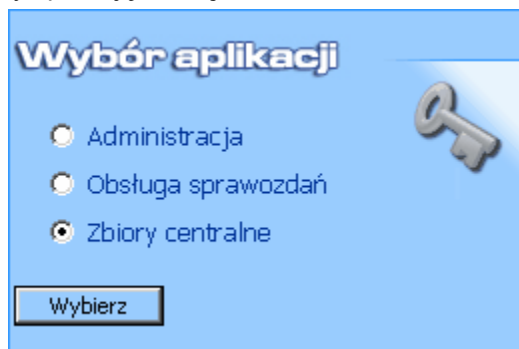 Wybór aplikacji
Administracja
Obsługa sprawozdań
Zbiory centralne
Wybierz